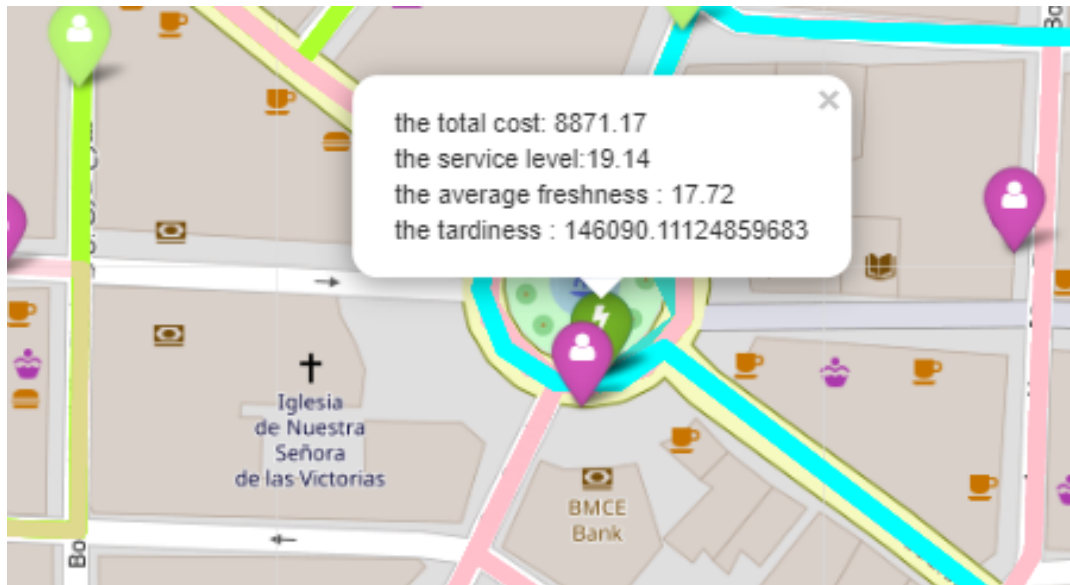 the total cost: 8871.17
the service level:19.14
the average freshness : 17.72
the tardiness : 146090.11124859683
Iglesia
de Nuestra
Señora
de las Victorias
BMCE
Bank
Bo